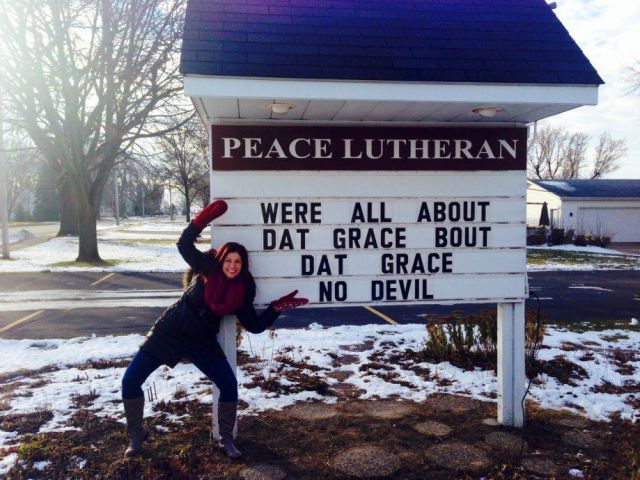 PEACE LUTHERAN
WERE ALL ABOUT
DAT GRACE BOUT
DAT GRACE
NO DEVIL